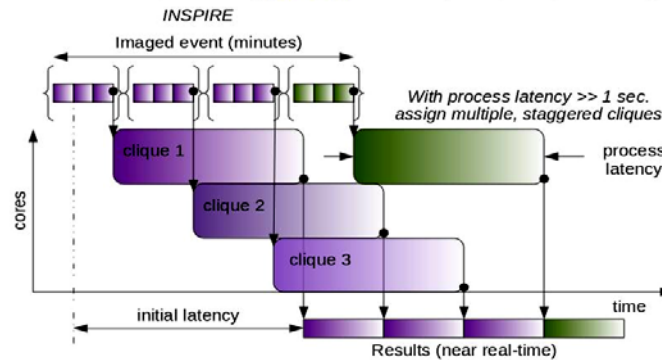 INSPIRE
Imaged event (minutes)
With process latency >> 1 sec.
assign multiple, staggered cliques
clique 1
process
latency
clique 2
cores
clique 3
time
initial latency
Results (near real-time)